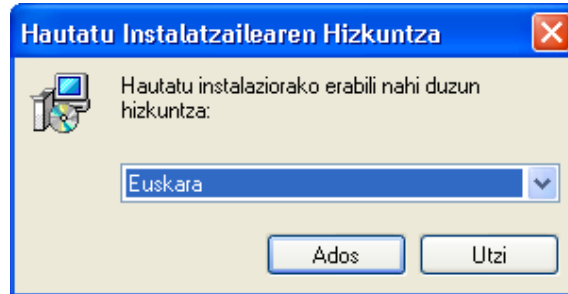 Hautatu Instalatzailearen Hizkuntza
Hautatu instalaziorako erabili nahi duzun
hizkuntza:
Euskara
Ados
Utzi